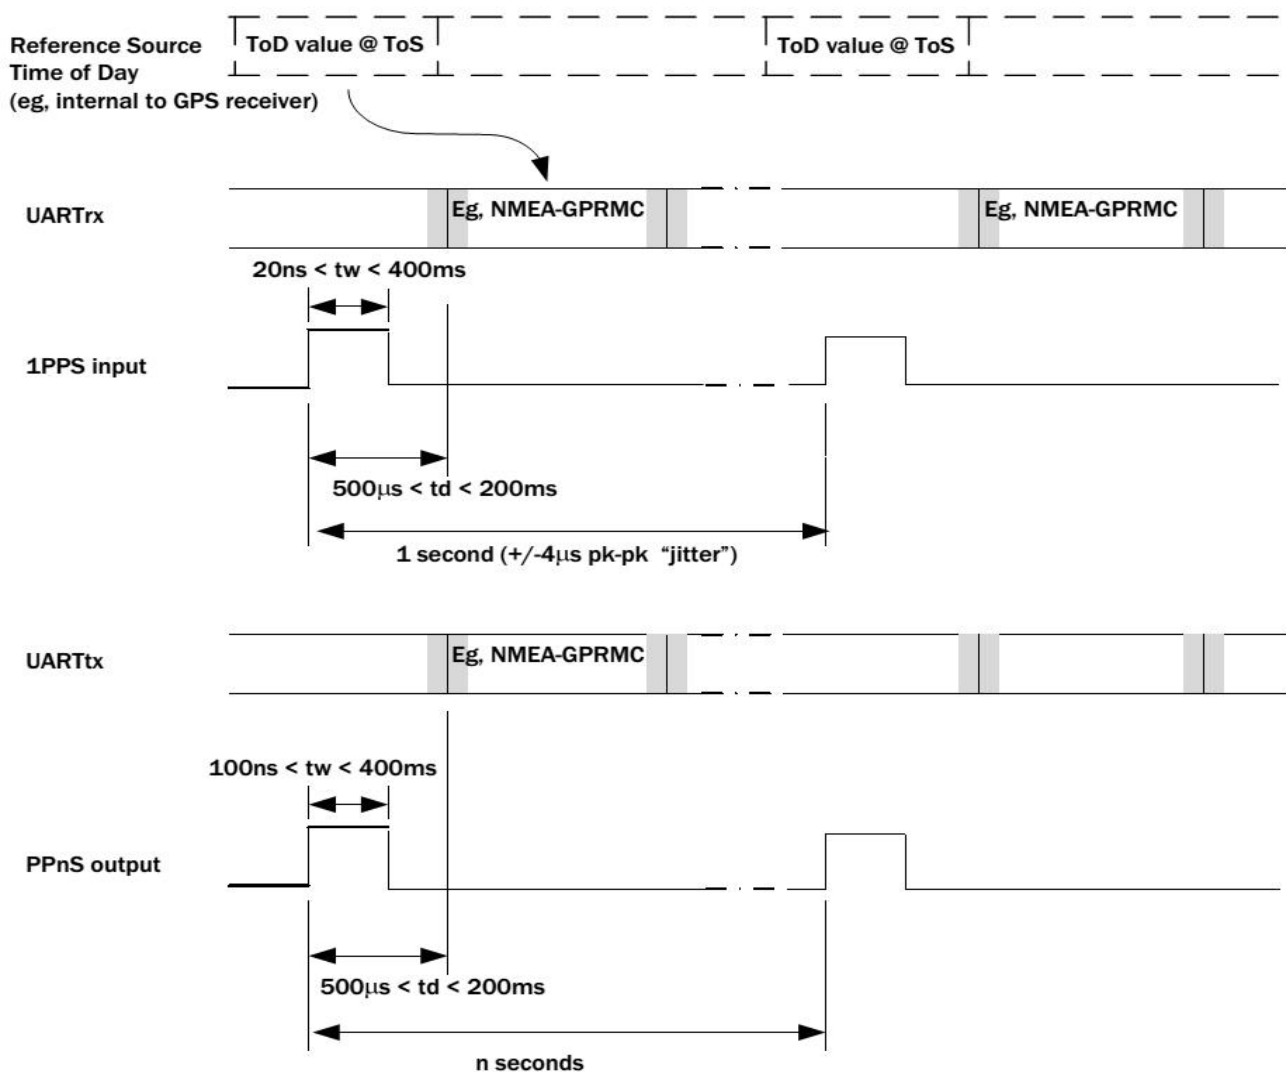 Reference Source
Time of Day
(eg, internal to GPS receiver)
ToD value @ ToS
ToD value @ ToS
UARTrx
Eg, NMEA-GPRMC
Eg, NMEA-GPRMC
20ns < tw < 400ms
1PPS input
500μs < td < 200ms
1 second (+/-4μs pk-pk “jitter”)
UARTtx
Eg, NMEA-GPRMC
100ns < tw < 400ms
PPnS output
500μs < td < 200ms
n seconds